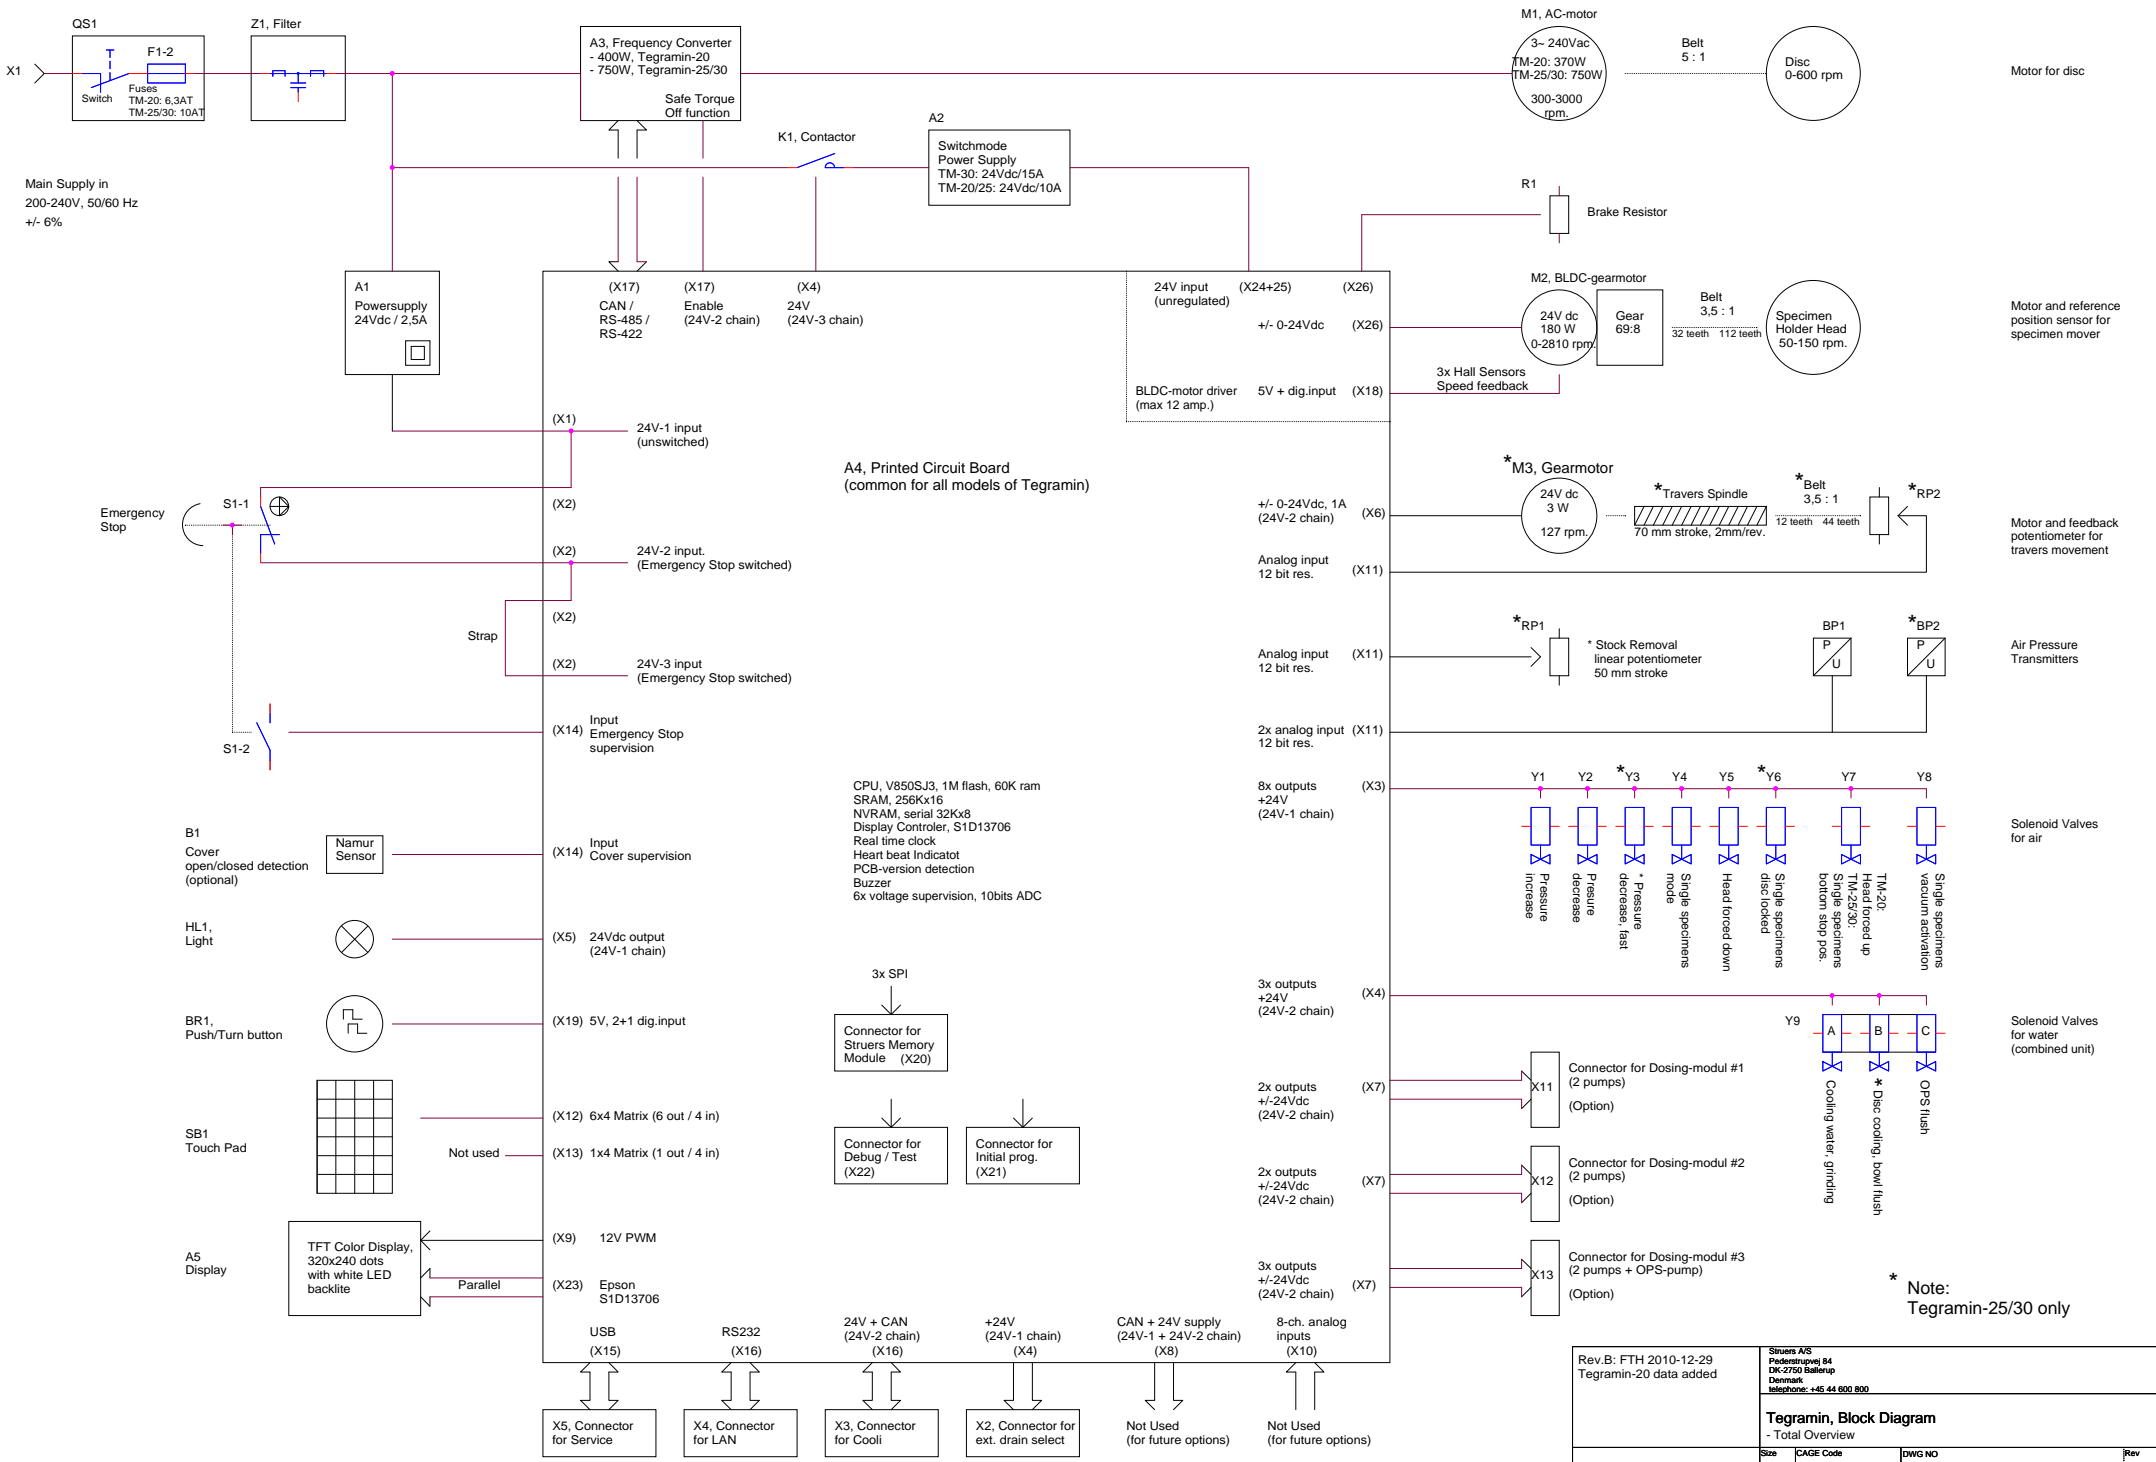 QS1
X1
F1-2
Switch
Fuses
TM-20: 6,3AT
TM-25/30: 10AT
Z1, Filter
Main Supply in
200-240V, 50/60 Hz
+/- 6%
A3, Frequency Converter
- 400W, Tegramin-20
- 750W, Tegramin-25/30
Safe Torque
Off function
K1, Contactor
A2
Switchmode
Power Supply
TM-30: 24Vdc/15A
TM-20/25: 24Vdc/10A
M1, AC-motor
3~ 240Vac
TM-20: 370W
TM-25/30: 750W
300-3000
rpm.
Belt
5 : 1
Disc
0-600 rpm
Motor for disc
R1
Brake Resistor
A1
Powersupply
24Vdc / 2,5A
(X17)
CAN /
RS-485 /
RS-422
(X17)
Enable
(24V-2 chain)
(X4)
24V
(24V-3 chain)
24V input
(unregulated)
(X24+25)
(X26)
+/- 0-24Vdc
(X26)
BLDC-motor driver
(max 12 amp.)
5V + dig.input
(X18)
M2, BLDC-gearmotor
24V dc
180 W
0-2810 rpm.
Gear
69:8
Belt
3,5 : 1
32 teeth
112 teeth
Specimen
Holder Head
50-150 rpm.
Motor and reference
position sensor for
specimen mover
3x Hall Sensors
Speed feedback
(X1)
24V-1 input
(unswitched)
A4, Printed Circuit Board
(common for all models of Tegramin)
Emergency
Stop
S1-1
(X2)
(X2)
24V-2 input.
(Emergency Stop switched)
(X2)
Strap
(X2)
24V-3 input
(Emergency Stop switched)
S1-2
(X14)
Input
Emergency Stop
supervision
+/- 0-24Vdc, 1A
(24V-2 chain)
(X6)
Analog input
12 bit res.
(X11)
*M3, Gearmotor
24V dc
3 W
127 rpm.
*Travers Spindle
70 mm stroke, 2mm/rev.
*Belt
3,5 : 1
12 teeth
44 teeth
*RP2
Motor and feedback
potentiometer for
travers movement
Analog input
12 bit res.
(X11)
*RP1
* Stock Removal
linear potentiometer
50 mm stroke
BP1
P
U
*BP2
P
U
Air Pressure
Transmitters
2x analog input
12 bit res.
(X11)
CPU, V850SJ3, 1M flash, 60K ram
SRAM, 256Kx16
NVRAM, serial 32Kx8
Display Controler, S1D13706
Real time clock
Heart beat Indicatot
PCB-version detection
Buzzer
6x voltage supervision, 10bits ADC
8x outputs
+24V
(24V-1 chain)
(X3)
Y1
Y2
*Y3
Y4
Y5
*Y6
Y7
Y8
Solenoid Valves
for air
Pressure
increase
Presure
decrease
* Pressure
decrease, fast
Single specimens
mode
Head forced down
Single specimens
disc locked
TM-20:
Head forced up
TM-25/30:
Single specimens
bottom stop pos.
Single specimens
vacuum activation
B1
Cover
open/closed detection
(optional)
Namur
Sensor
(X14)
Input
Cover supervision
HL1,
Light
(X5)
24Vdc output
(24V-1 chain)
BR1,
Push/Turn button
(X19)
5V, 2+1 dig.input
3x SPI
Connector for
Struers Memory
Module (X20)
Connector for
Debug / Test
(X22)
Connector for
Initial prog.
(X21)
3x outputs
+24V
(24V-2 chain)
(X4)
Y9
A
B
C
Solenoid Valves
for water
(combined unit)
Cooling water, grinding
* Disc cooling, bowl flush
OPS flush
SB1
Touch Pad
(X12)
6x4 Matrix (6 out / 4 in)
Not used
(X13)
1x4 Matrix (1 out / 4 in)
2x outputs
+/-24Vdc
(24V-2 chain)
(X7)
X11
Connector for Dosing-modul #1
(2 pumps)
(Option)
2x outputs
+/-24Vdc
(24V-2 chain)
(X7)
X12
Connector for Dosing-modul #2
(2 pumps)
(Option)
3x outputs
+/-24Vdc
(24V-2 chain)
(X7)
X13
Connector for Dosing-modul #3
(2 pumps + OPS-pump)
(Option)
A5
Display
TFT Color Display,
320x240 dots
with white LED
backlite
(X9)
12V PWM
Parallel
(X23)
Epson
S1D13706
* Note:
Tegramin-25/30 only
USB
(X15)
RS232
(X16)
24V + CAN
(24V-2 chain)
(X16)
+24V
(24V-1 chain)
(X4)
CAN + 24V supply
(24V-1 + 24V-2 chain)
(X8)
8-ch. analog
inputs
(X10)
X5, Connector
for Service
X4, Connector
for LAN
X3, Connector
for Cooli
X2, Connector for
ext. drain select
Not Used
(for future options)
Not Used
(for future options)
Rev.B: FTH 2010-12-29
Tegramin-20 data added
Struers A/S
Pederstrupvej 84
DK-2750 Ballerup
Denmark
telephone: +45 44 600 800
Tegramin, Block Diagram
- Total Overview
Size
CAGE Code
DWG NO
Rev